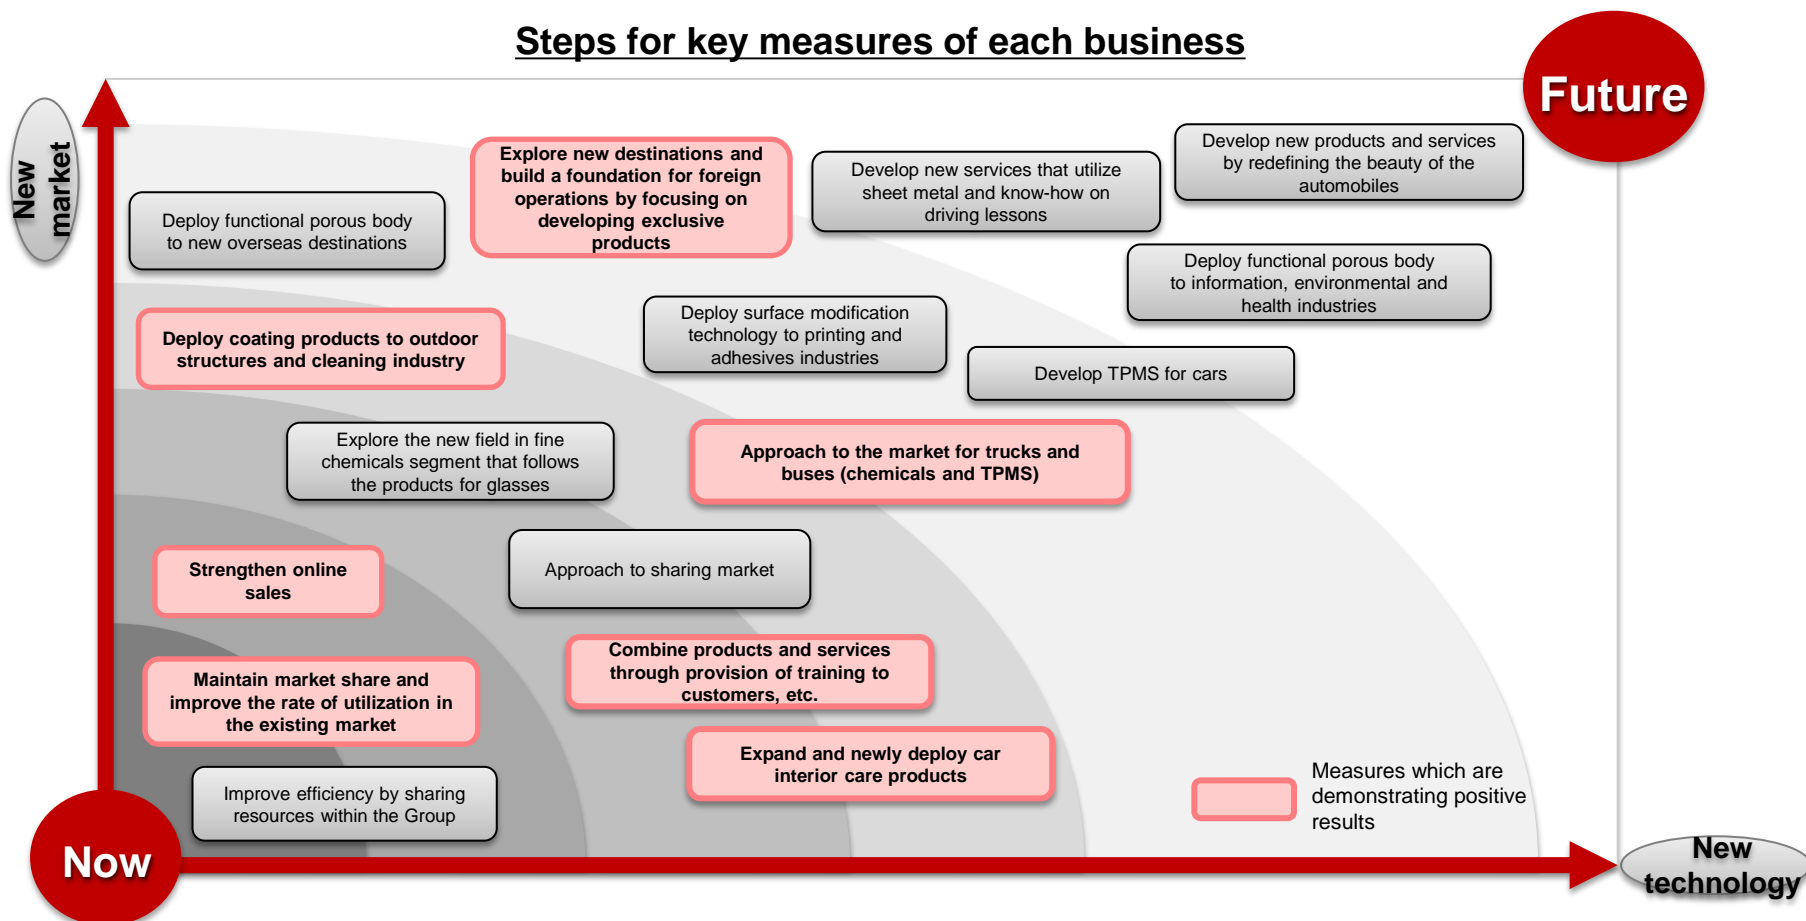 Steps for key measures of each business
Future
New
market
Explore new destinations and
build a foundation for foreign
operations by focusing on
developing exclusive
products
Develop new services that utilize
sheet metal and know-how on
driving lessons
Develop new products and services
by redefining the beauty of the
automobiles
Deploy functional porous body
to new overseas destinations
Deploy functional porous body
to information, environmental and
health industries
Deploy coating products to outdoor
structures and cleaning industry
Deploy surface modification
technology to printing and
adhesives industries
Develop TPMS for cars
Explore the new field in fine
chemicals segment that follows
the products for glasses
Approach to the market for trucks and
buses (chemicals and TPMS)
Strengthen online
sales
Approach to sharing market
Maintain market share and
improve the rate of utilization in
the existing market
Combine products and services
through provision of training to
customers, etc.
Expand and newly deploy car
interior care products
Improve efficiency by sharing
resources within the Group
Measures which are
demonstrating positive
results
Now
New
technology